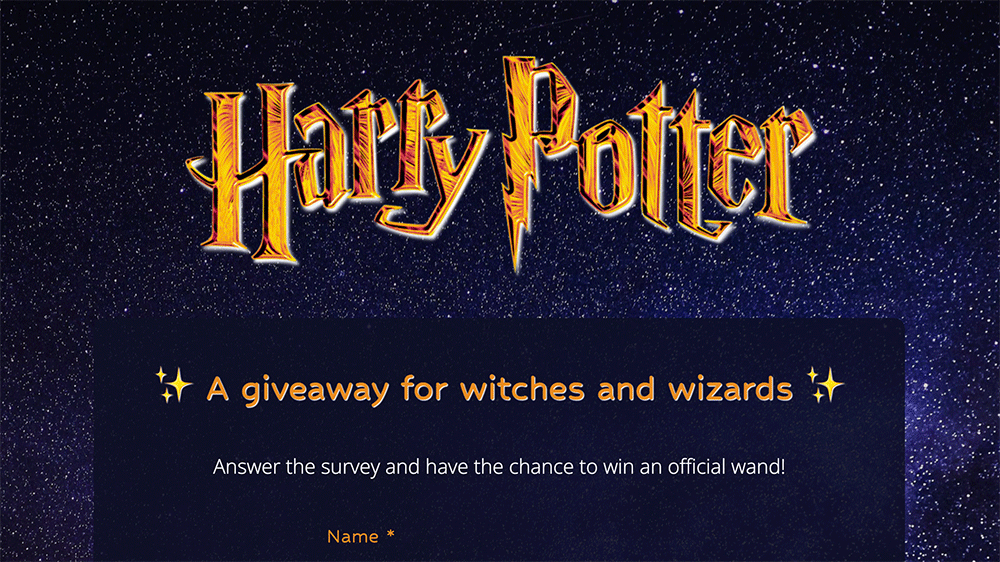 Harry Potter
✨ A giveaway for witches and wizards ✨
Answer the survey and have the chance to win an official wand!
Name *